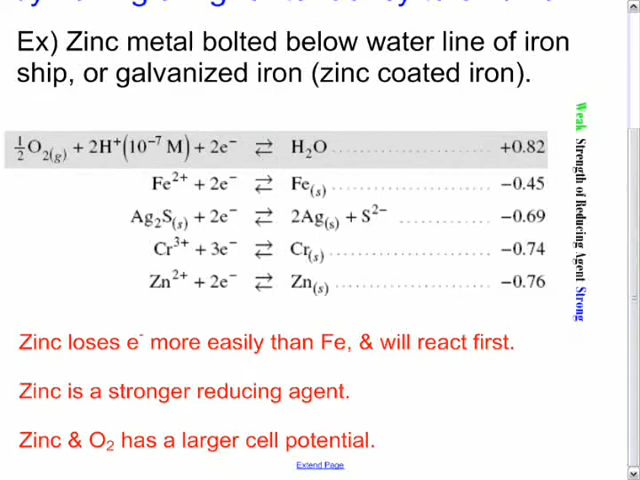 Ex) Zinc metal bolted below water line of iron
ship, or galvanized iron (zinc coated iron).
½O₂(g) + 2H⁺(10⁻⁷ M) + 2e⁻ ⇄ H₂O ........ +0.82
Fe²⁺ + 2e⁻ ⇄ Fe(s) ........ −0.45
Ag₂S(s) + 2e⁻ ⇄ 2Ag(s) + S²⁻ ........ −0.69
Cr³⁺ + 3e⁻ ⇄ Cr(s) ........ −0.74
Zn²⁺ + 2e⁻ ⇄ Zn(s) ........ −0.76
Weak Strength of Reducing Agent Strong
Zinc loses e⁻ more easily than Fe, & will react first.
Zinc is a stronger reducing agent.
Zinc & O₂ has a larger cell potential.
Extend Page